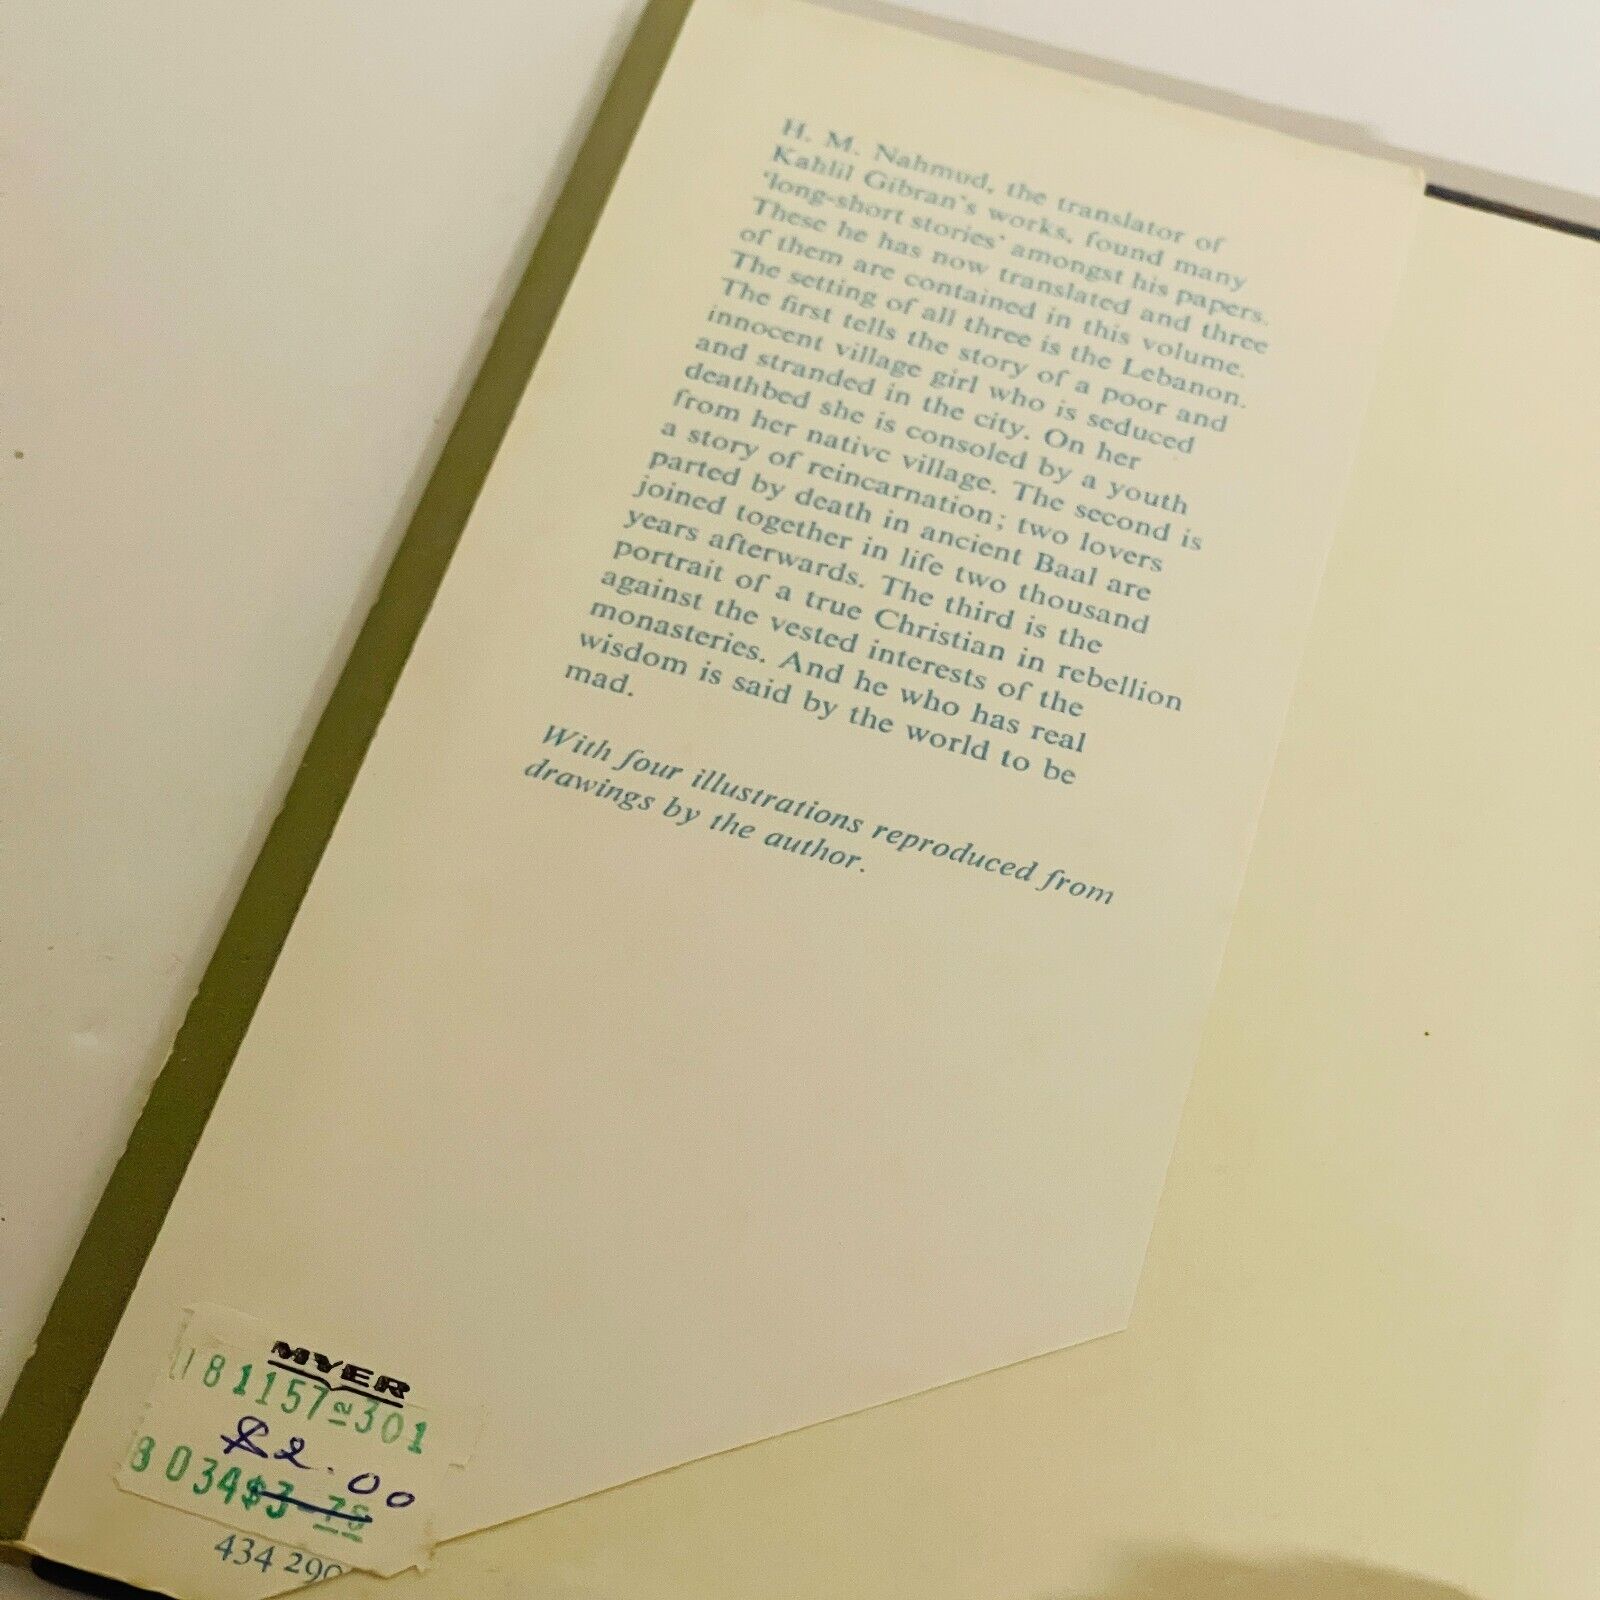 H. M. Nahmud, the translator of
Kahlil Gibran's works, found many
'long-short stories' amongst his papers.
These he has now translated and three
of them are contained in this volume.
The setting of all three is the Lebanon.
The first tells the story of a poor and
innocent village girl who is seduced
and stranded in the city. On her
deathbed she is consoled by a youth
from her native village. The second is
a story of reincarnation; two lovers
parted by death in ancient Baal are
joined together in life two thousand
years afterwards. The third is the
portrait of a true Christian in rebellion
against the vested interests of the
monasteries. And he who has real
wisdom is said by the world to be
mad.
With four illustrations reproduced from
drawings by the author.
MYER
181157 2 301
$2.00
8034 $3 75
434 290